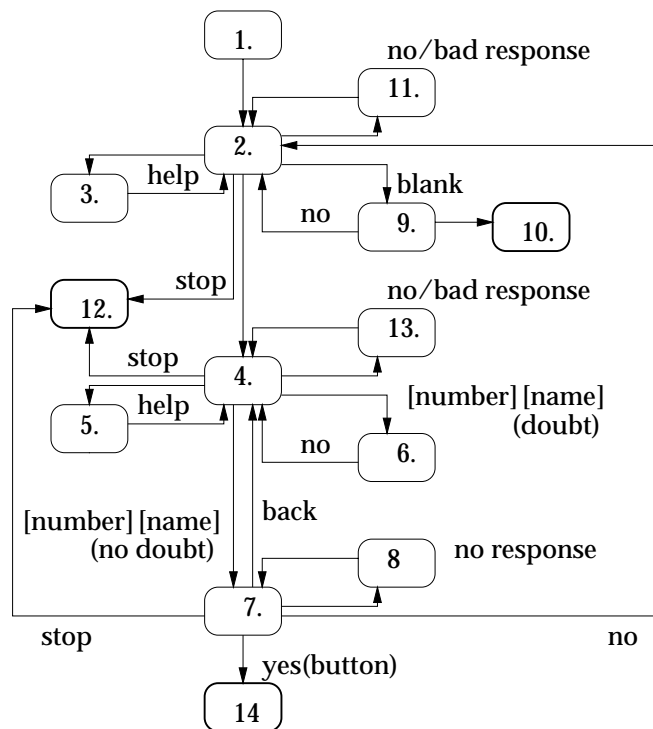 1.
no/bad response
11.
2.
3.
help
blank
no
9.
10.
stop
12.
no/bad response
13.
stop
4.
5.
help
[number] [name]
(doubt)
no
6.
[number] [name]
(no doubt)
back
8
no response
7.
stop
no
yes(button)
14